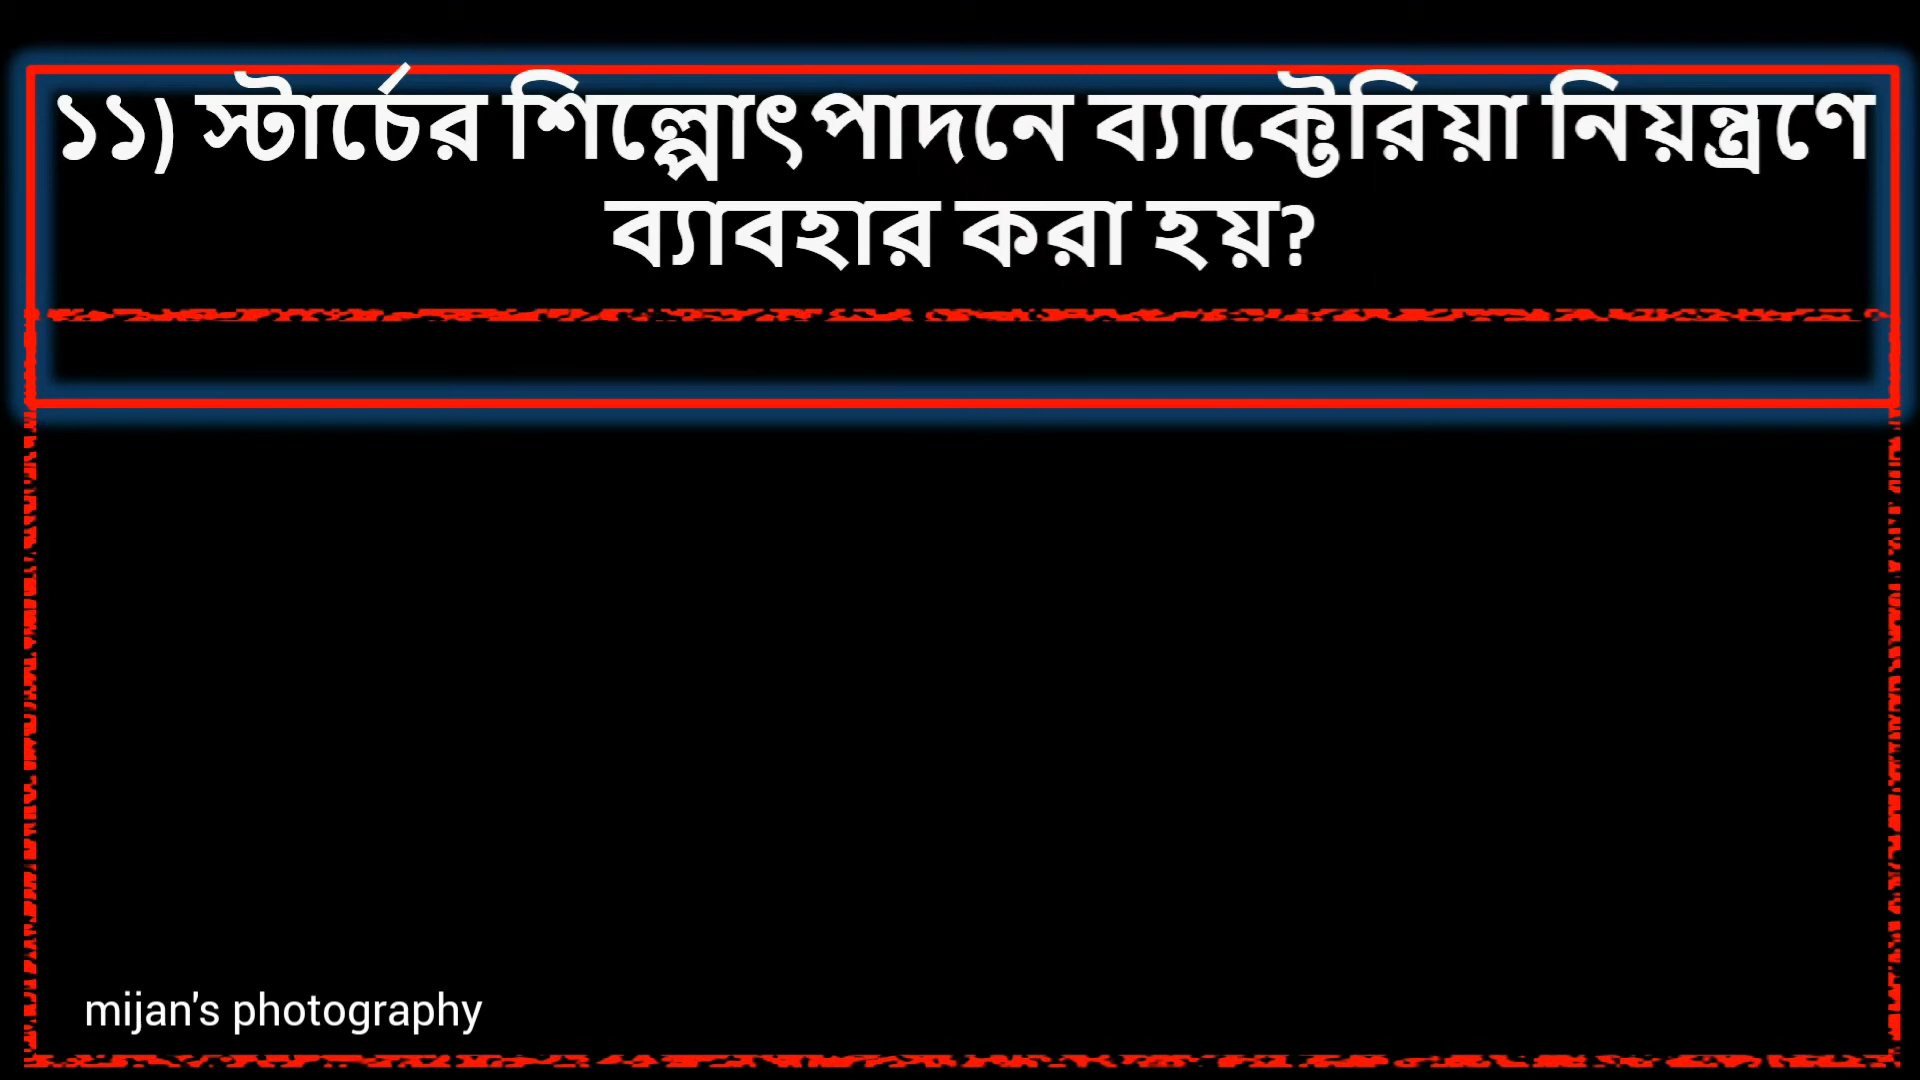 ১১) স্টার্চের শিল্পোৎপাদনে ব্যাক্টেরিয়া নিয়ন্ত্রণে
ব্যাবহার করা হয়?
mijan's photography